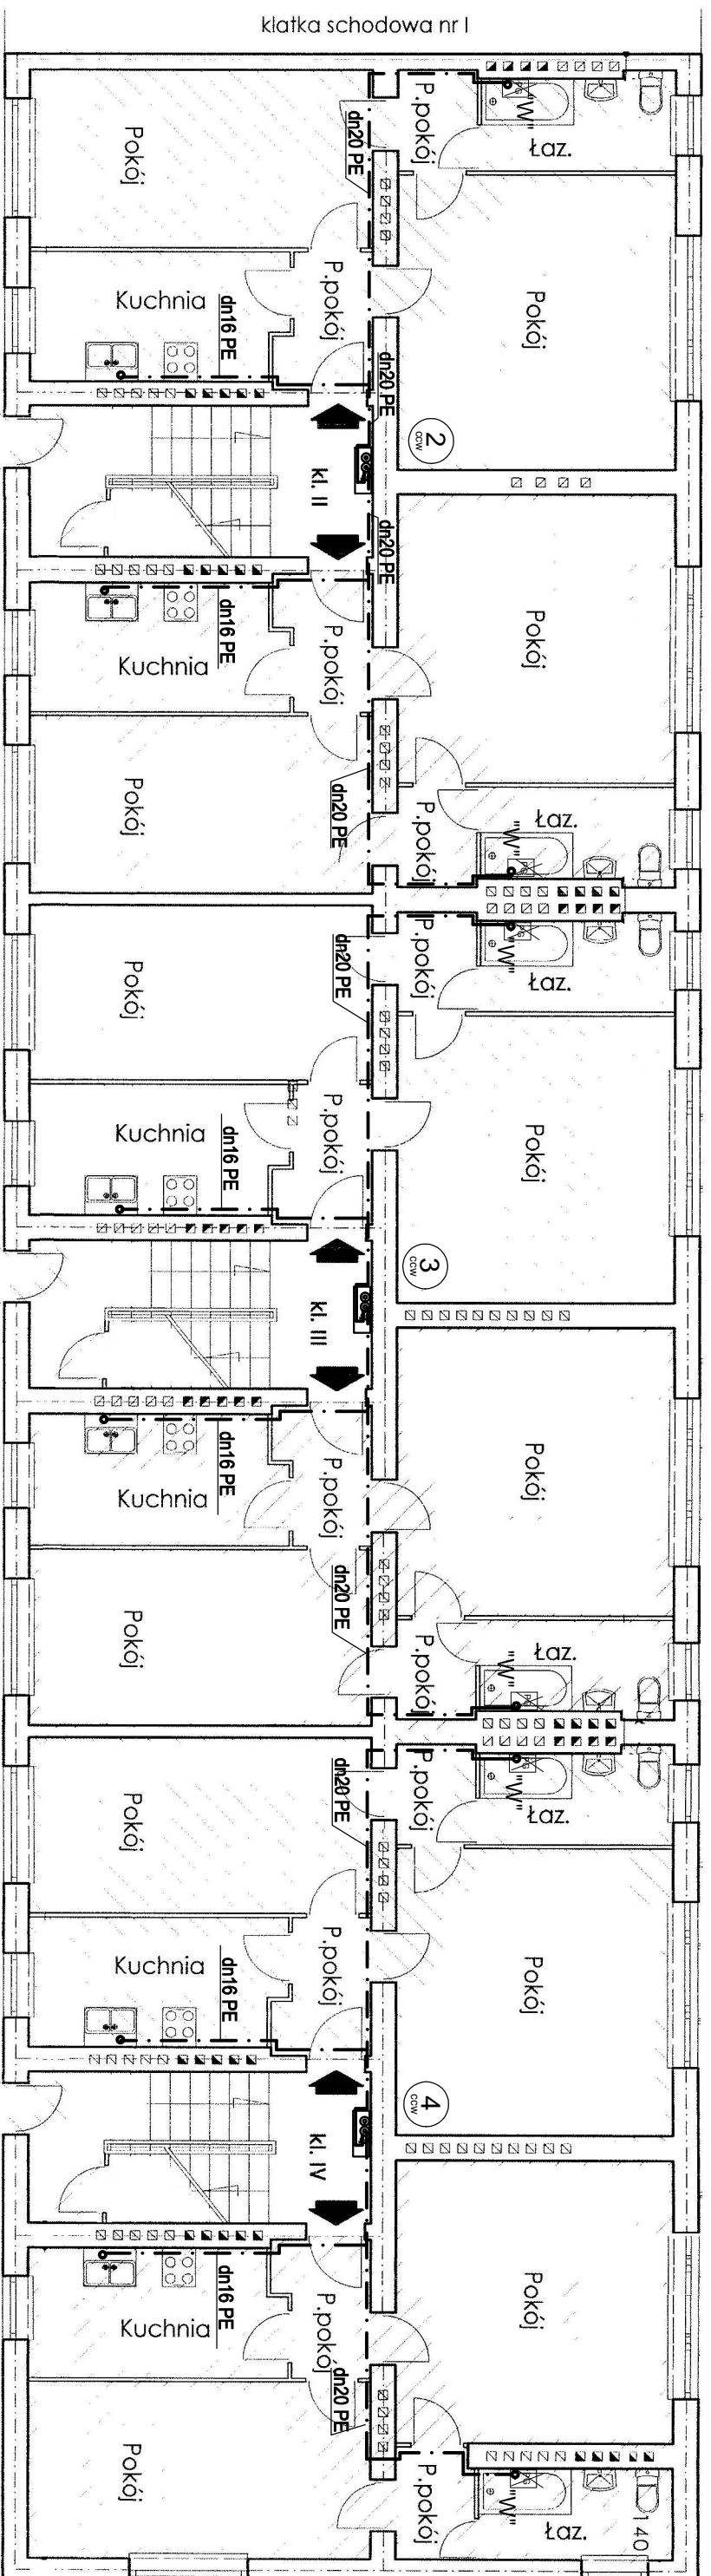 klatka schodowa nr I
Pokój
P.pokój
Łaz.
"W"
dn20 PE
Kuchnia
dn16 PE
P.pokój
Pokój
dn20 PE
2
ccw
kl. II
dn20 PE
Kuchnia
dn16 PE
P.pokój
Pokój
Pokój
dn20 PE
P.pokój
Łaz.
"W"
Pokój
dn20 PE
P.pokój
Łaz.
"W"
Kuchnia
dn16 PE
P.pokój
Pokój
3
ccw
kl. III
Kuchnia
dn16 PE
P.pokój
Pokój
Pokój
dn20 PE
P.pokój
Łaz.
"W"
Pokój
dn20 PE
P.pokój
Łaz.
"W"
Kuchnia
dn16 PE
P.pokój
Pokój
4
ccw
kl. IV
Kuchnia
dn16 PE
P.pokój
Pokój
Pokój
dn20 PE
P.pokój
Łaz.
"W"
140